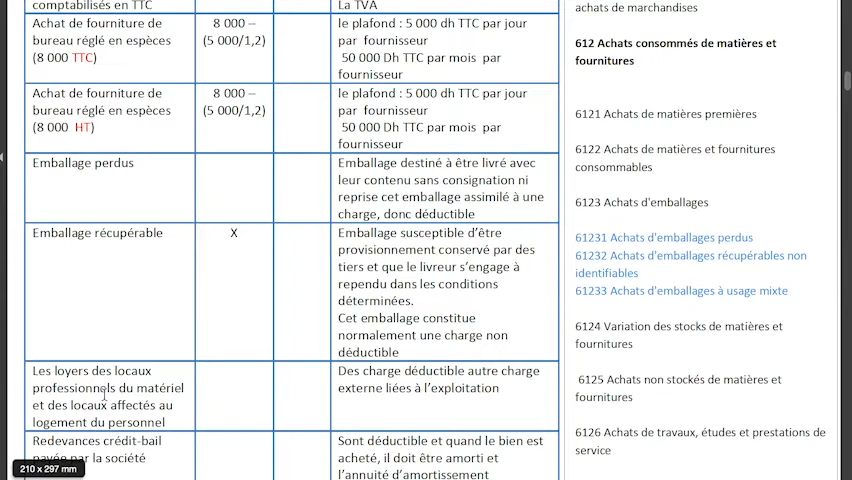 comptabilisés en TTC
La TVA
Achat de fourniture de
bureau réglé en espèces
(8 000 TTC)
8 000 –
(5 000/1,2)
le plafond : 5 000 dh TTC par jour
par fournisseur
50 000 Dh TTC par mois par
fournisseur
Achat de fourniture de
bureau réglé en espèces
(8 000 HT)
8 000 –
(5 000/1,2)
le plafond : 5 000 dh TTC par jour
par fournisseur
50 000 Dh TTC par mois par
fournisseur
Emballage perdus
Emballage destiné à être livré avec
leur contenu sans consignation ni
reprise cet emballage assimilé à une
charge, donc déductible
Emballage récupérable
X
Emballage susceptible d’être
provisionnement conservé par des
tiers et que le livreur s’engage à
rependu dans les conditions
déterminées.
Cet emballage constitue
normalement une charge non
déductible
Les loyers des locaux
professionnels du matériel
et des locaux affectés au
logement du personnel
Des charge déductible autre charge
externe liées à l’exploitation
Redevances crédit-bail
payée par la société
Sont déductible et quand le bien est
acheté, il doit être amorti et
l’annuité d’amortissement
achats de marchandises
612 Achats consommés de matières et
fournitures
6121 Achats de matières premières
6122 Achats de matières et fournitures
consommables
6123 Achats d'emballages
61231 Achats d'emballages perdus
61232 Achats d'emballages récupérables non
identifiables
61233 Achats d'emballages à usage mixte
6124 Variation des stocks de matières et
fournitures
6125 Achats non stockés de matières et
fournitures
6126 Achats de travaux, études et prestations de
service
210 x 297 mm